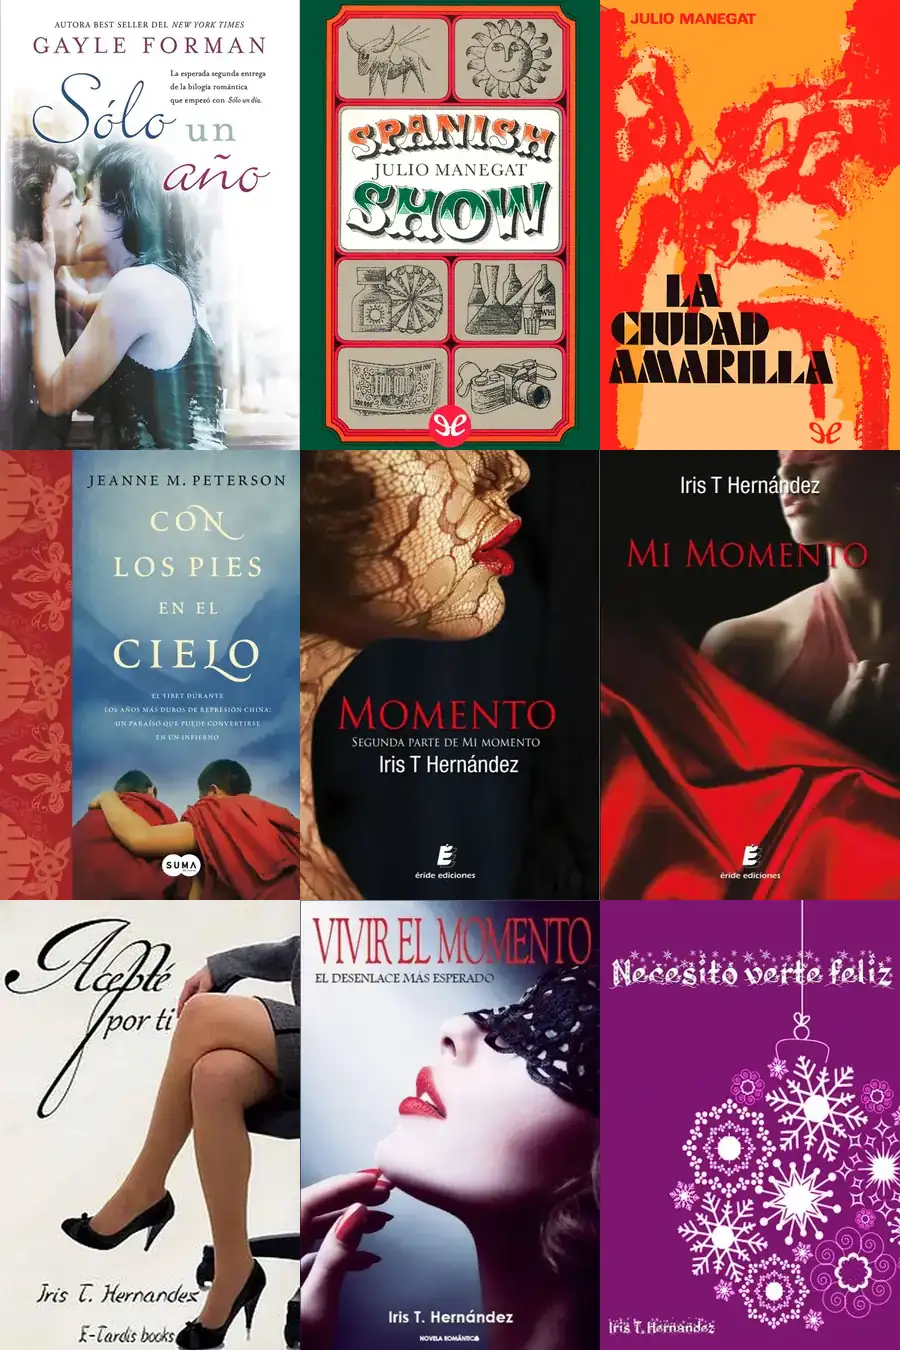 AUTORA BEST SELLER DEL NEW YORK TIMES
GAYLE FORMAN
La esperada segunda entrega
de la bilogía romántica
que empezó con Sólo un día.
Sólo un
año
SPANISH
JULIO MANEGAT
SHOW
JULIO MANEGAT
LA
CIUDAD
AMARILLA
JEANNE M. PETERSON
CON
LOS PIES
EN EL
CIELO
EL TIBET DURANTE
LOS AÑOS MÁS DUROS DE REPRESIÓN CHINA:
UN PARAÍSO QUE PUEDE CONVERTIRSE
EN UN INFIERNO
SUMA
MOMENTO
SEGUNDA PARTE DE MI MOMENTO
Iris T Hernández
éride ediciones
Iris T Hernández
MI MOMENTO
éride ediciones
Acepté
por ti
Iris T. Hernandez
E-Tardis books
VIVIR EL MOMENTO
EL DESENLACE MÁS ESPERADO
Iris T. Hernández
NOVELA ROMÁNTICA
Necesitó verte feliz
Iris T. Hernandez